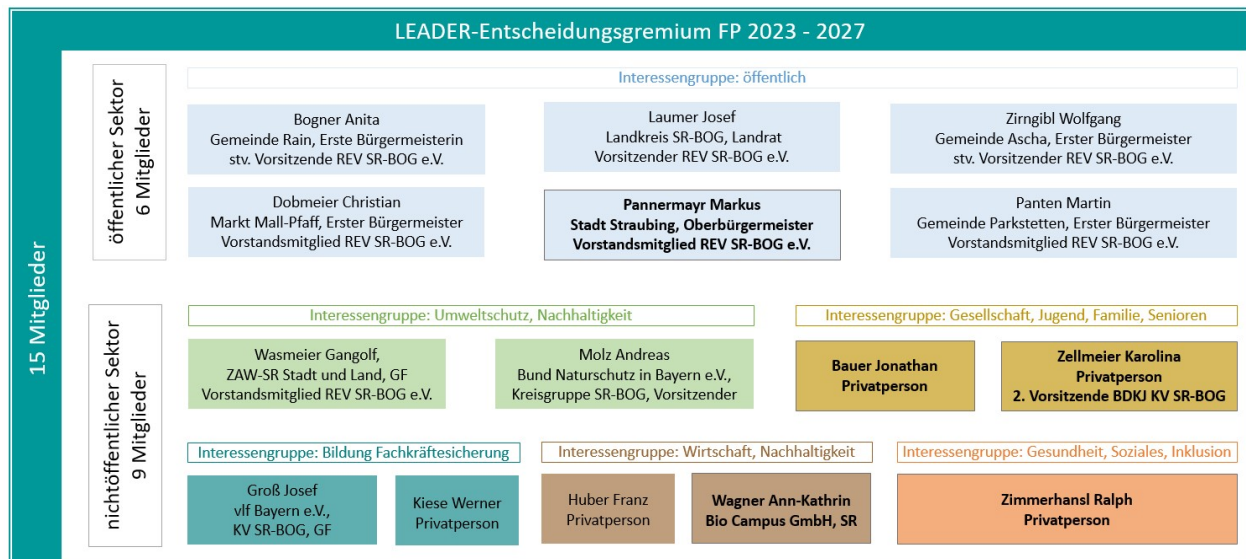 LEADER-Entscheidungsgremium FP 2023 - 2027
15 Mitglieder
öffentlicher Sektor
6 Mitglieder
Interessengruppe: öffentlich
Bogner Anita
Gemeinde Rain, Erste Bürgermeisterin
stv. Vorsitzende REV SR-BOG e.V.
Laumer Josef
Landkreis SR-BOG, Landrat
Vorsitzender REV SR-BOG e.V.
Zirngibl Wolfgang
Gemeinde Ascha, Erster Bürgermeister
stv. Vorsitzender REV SR-BOG e.V.
Dobmeier Christian
Markt Mall-Pfaff, Erster Bürgermeister
Vorstandsmitglied REV SR-BOG e.V.
Pannermayr Markus
Stadt Straubing, Oberbürgermeister
Vorstandsmitglied REV SR-BOG e.V.
Panten Martin
Gemeinde Parkstetten, Erster Bürgermeister
Vorstandsmitglied REV SR-BOG e.V.
nichtöffentlicher Sektor
9 Mitglieder
Interessengruppe: Umweltschutz, Nachhaltigkeit
Wasmeier Gangolf,
ZAW-SR Stadt und Land, GF
Vorstandsmitglied REV SR-BOG e.V.
Molz Andreas
Bund Naturschutz in Bayern e.V.,
Kreisgruppe SR-BOG, Vorsitzender
Interessengruppe: Gesellschaft, Jugend, Familie, Senioren
Bauer Jonathan
Privatperson
Zellmeier Karolina
Privatperson
2. Vorsitzende BDKJ KV SR-BOG
Interessengruppe: Bildung Fachkräftesicherung
Groß Josef
vlf Bayern e.V.,
KV SR-BOG, GF
Kiese Werner
Privatperson
Interessengruppe: Wirtschaft, Nachhaltigkeit
Huber Franz
Privatperson
Wagner Ann-Kathrin
Bio Campus GmbH, SR
Interessengruppe: Gesundheit, Soziales, Inklusion
Zimmerhansl Ralph
Privatperson